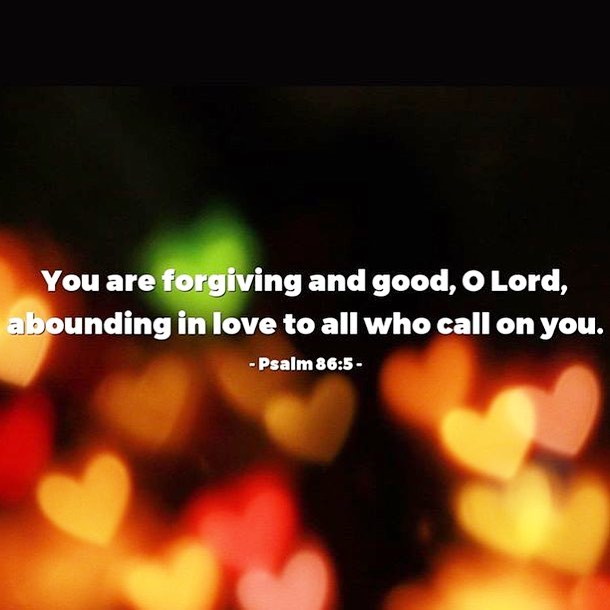 You are forgiving and good, O Lord,
abounding in love to all who call on you.
- Psalm 86:5 -